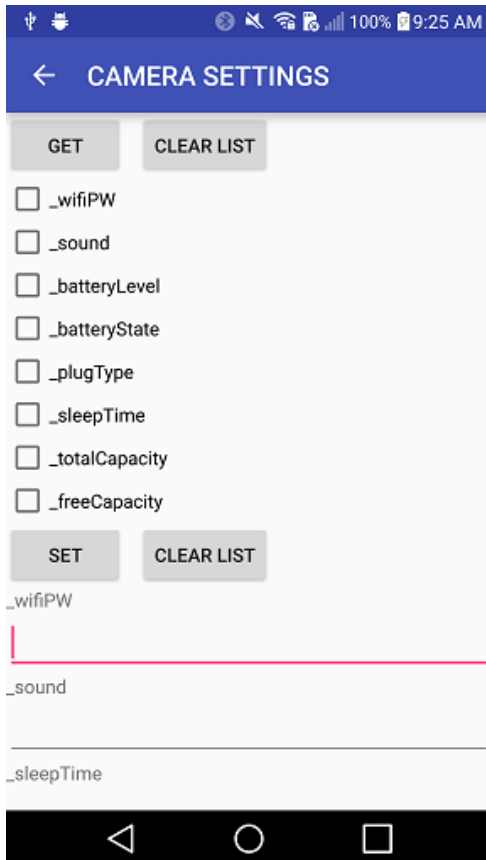 100% 9:25 AM
CAMERA SETTINGS
GET CLEAR LIST
_wifiPW
_sound
_batteryLevel
_batteryState
_plugType
_sleepTime
_totalCapacity
_freeCapacity
SET CLEAR LIST
_wifiPW
_sound
_sleepTime